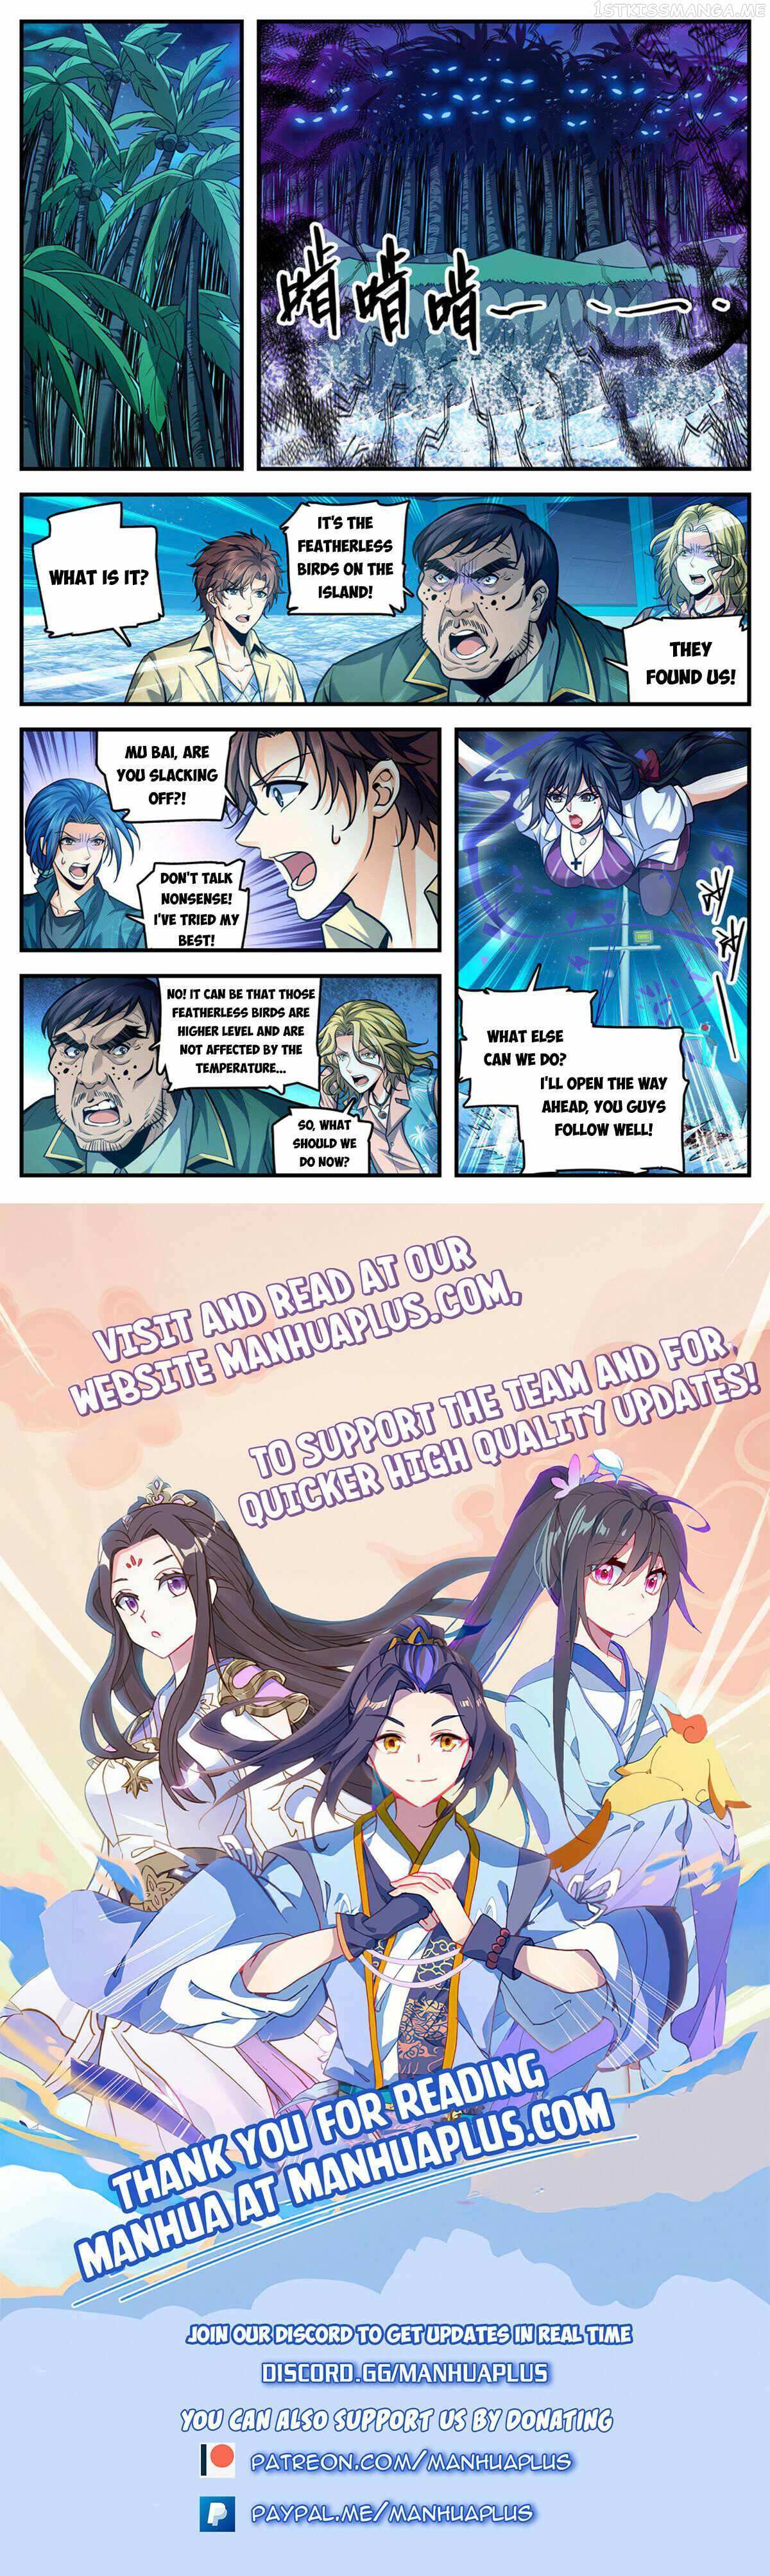 1STKISSMANGA.ME
啃啃啃
WHAT IS IT?
IT'S THE
FEATHERLESS
BIRDS ON THE
ISLAND!
THEY
FOUND US!
MU BAI, ARE
YOU SLACKING
OFF?!
DON'T TALK
NONSENSE!
I'VE TRIED MY
BEST!
WHAT ELSE
CAN WE DO?
I'LL OPEN THE WAY
AHEAD, YOU GUYS
FOLLOW WELL!
NO! IT CAN BE THAT THOSE
FEATHERLESS BIRDS ARE
HIGHER LEVEL AND ARE
NOT AFFECTED BY THE
TEMPERATURE...
SO, WHAT
SHOULD WE
DO NOW?
VISIT AND READ AT OUR
WEBSITE MANHUAPLUS.COM,
TO SUPPORT THE TEAM AND FOR
QUICKER HIGH QUALITY UPDATES!
THANK YOU FOR READING
MANHUA AT MANHUAPLUS.COM
JOIN OUR DISCORD TO GET UPDATES IN REAL TIME
DISCORD.GG/MANHUAPLUS
YOU CAN ALSO SUPPORT US BY DONATING
PATREON.COM/MANHUAPLUS
PAYPAL.ME/MANHUAPLUS